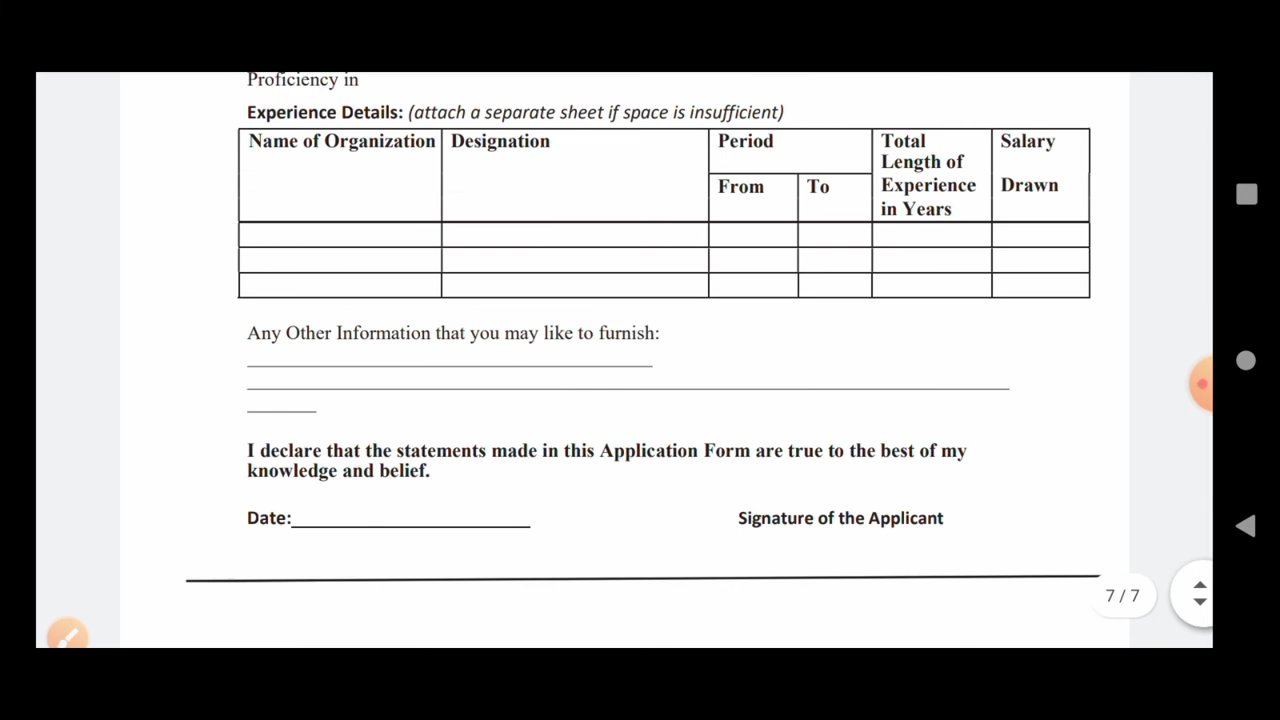 Proficiency in
Experience Details: (attach a separate sheet if space is insufficient)
Name of Organization Designation Period Total Length of Experience in Years Salary Drawn
From To
Any Other Information that you may like to furnish:
I declare that the statements made in this Application Form are true to the best of my
knowledge and belief.
Date: Signature of the Applicant
7 / 7